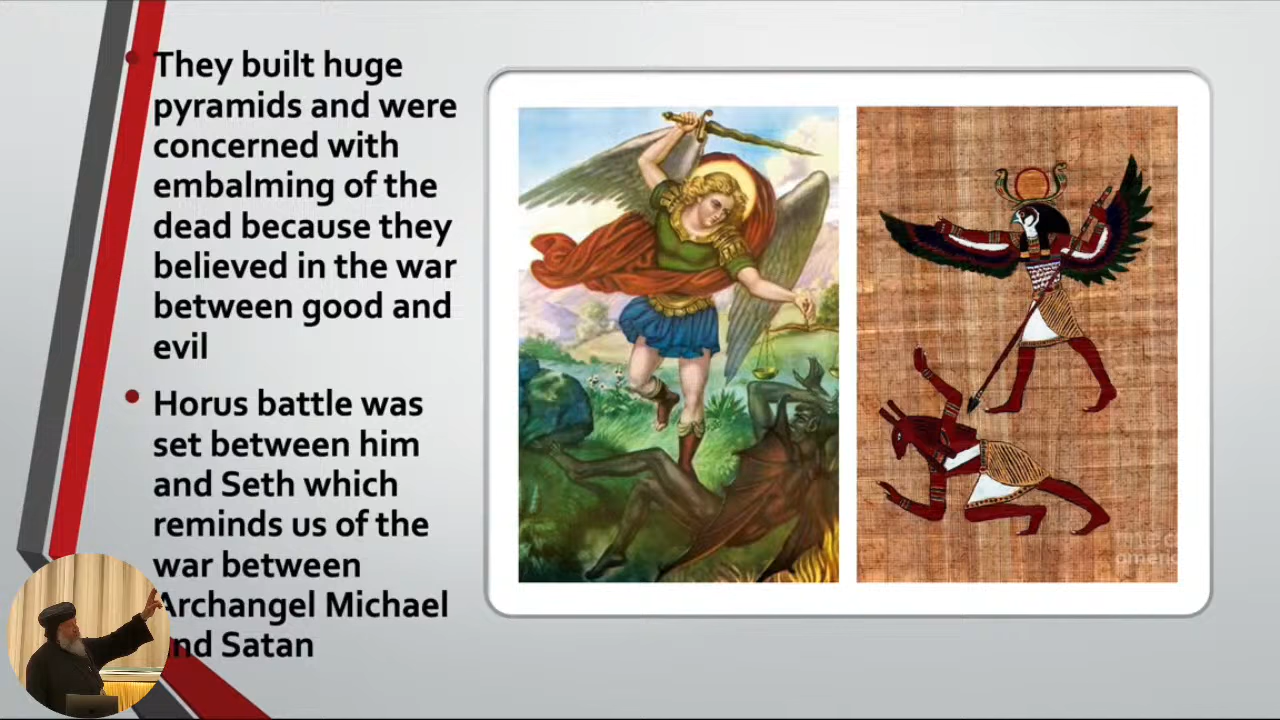 They built huge
pyramids and were
concerned with
embalming of the
dead because they
believed in the war
between good and
evil
Horus battle was
set between him
and Seth which
reminds us of the
war between
Archangel Michael
and Satan